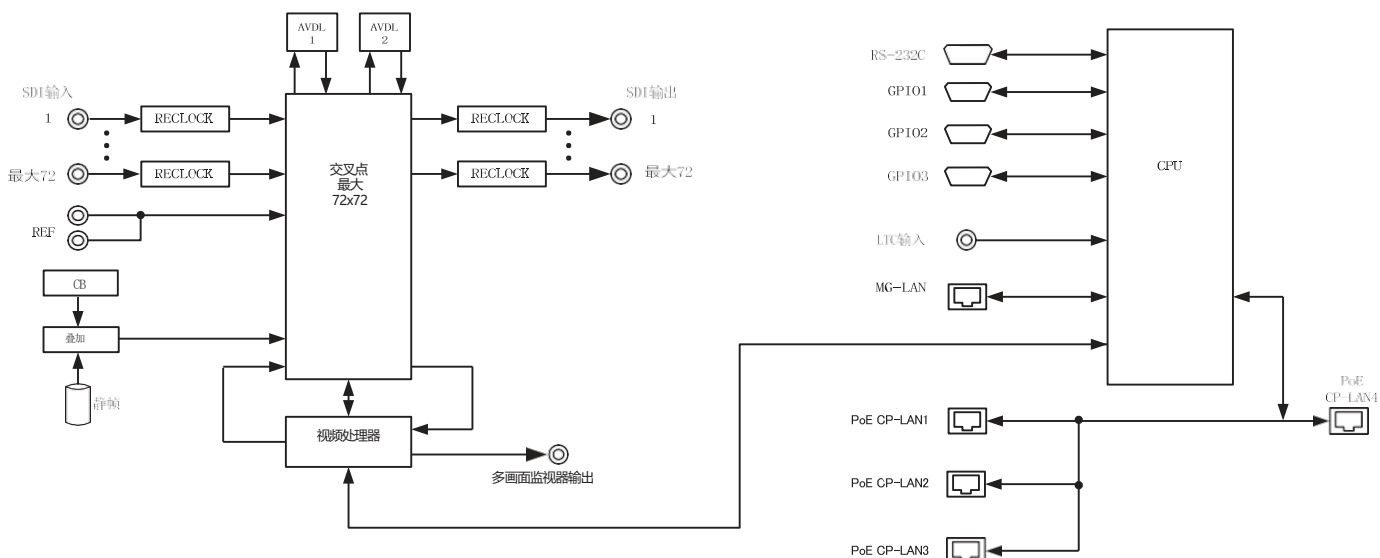 AVDL
1
AVDL
2
SDI输入
1
最大72
RECLOCK
RECLOCK
REF
CB
叠加
静帧
交叉点
最大
72x72
视频处理器
RECLOCK
RECLOCK
SDI输出
1
最大72
多画面监视器输出
RS-232C
GPIO1
GPIO2
GPIO3
LTC输入
MG-LAN
CPU
PoE CP-LAN1
PoE CP-LAN2
PoE CP-LAN3
PoE
CP-LAN4